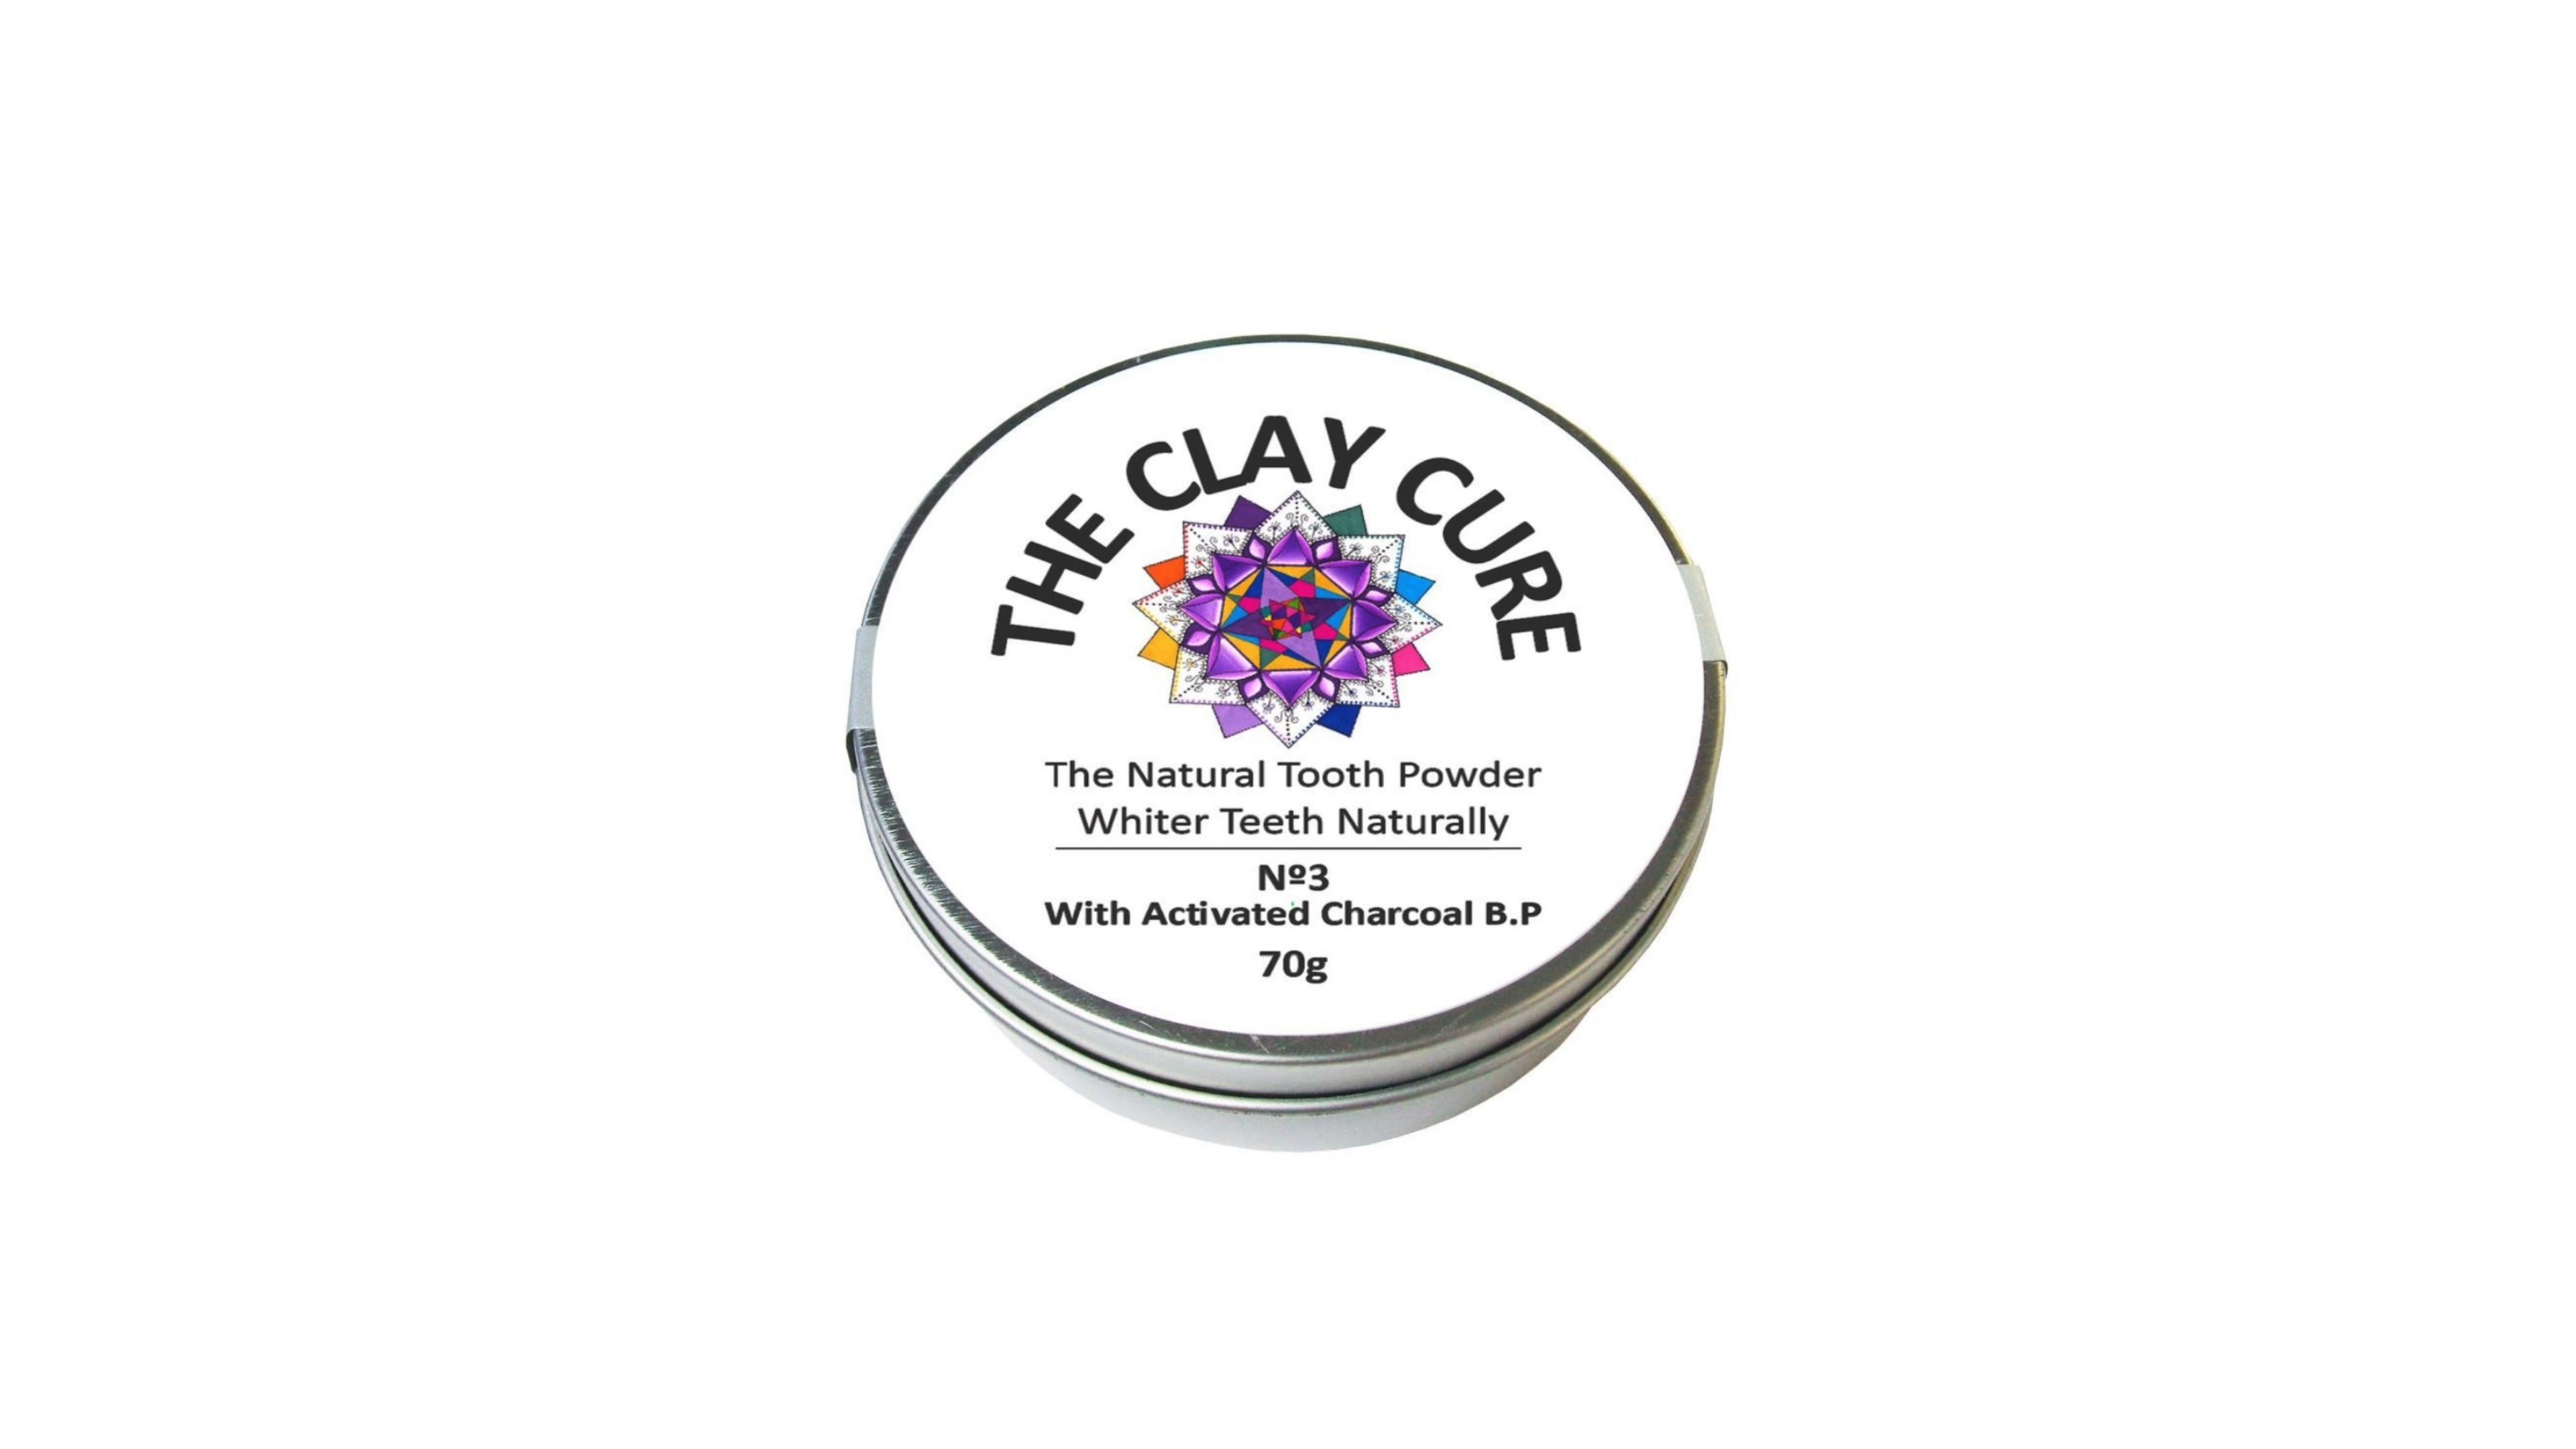 THE CLAY CURE
The Natural Tooth Powder
Whiter Teeth Naturally
Nº3
With Activated Charcoal B.P
70g